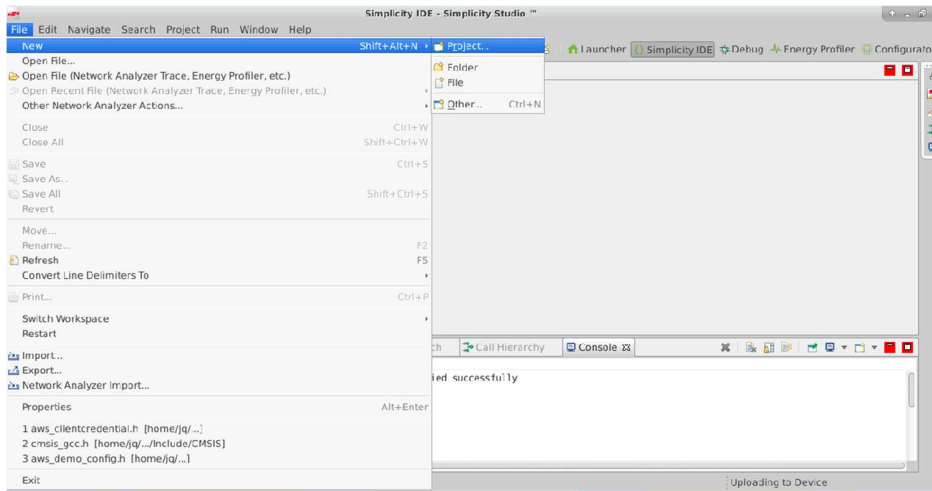 Simplicity IDE - Simplicity Studio ™
File Edit Navigate Search Project Run Window Help
New Shift+Alt+N
Project...
Launcher Simplicity IDE Debug Energy Profiler Configurato
Open File...
Folder
Open File (Network Analyzer Trace, Energy Profiler, etc.)
File
Open Recent File (Network Analyzer Trace, Energy Profiler, etc.)
Other Network Analyzer Actions...
Other... Ctrl+N
Close Ctrl+W
Close All Shift+Ctrl+W
Save Ctrl+S
Save As...
Save All Shift+Ctrl+S
Revert
Move...
Rename... F2
Refresh F5
Convert Line Delimiters To
Print... Ctrl+P
Switch Workspace
Restart
ch Call Hierarchy Console
Import...
Export...
ied successfully
Network Analyzer Import...
Properties Alt+Enter
1 aws_clientcredential.h [home/jq/...]
2 cmsis_gcc.h [home/jq/.../Include/CMSIS]
3 aws_demo_config.h [home/jq/...]
Exit
Uploading to Device